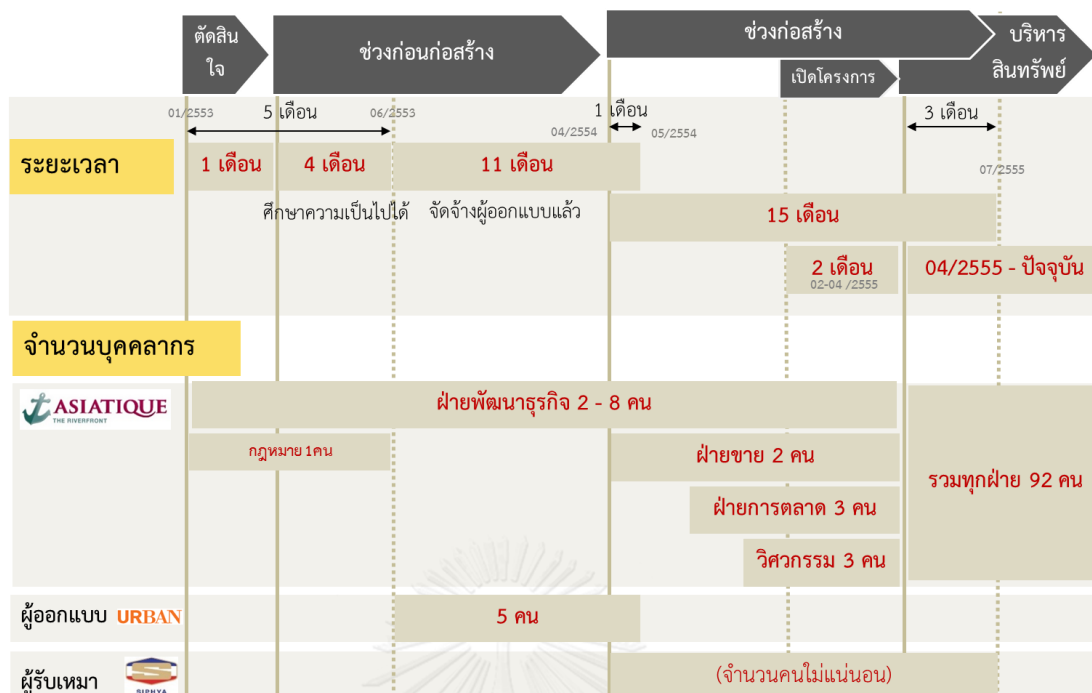 ตัดสิน
ใจ
ช่วงก่อนก่อสร้าง
ช่วงก่อสร้าง
เปิดโครงการ
บริหาร
สินทรัพย์
01/2553
5 เดือน
06/2553
04/2554
1 เดือน
05/2554
3 เดือน
ระยะเวลา
1 เดือน
4 เดือน
11 เดือน
07/2555
ศึกษาความเป็นไปได้
จัดจ้างผู้ออกแบบแล้ว
15 เดือน
2 เดือน
02-04 /2555
04/2555 - ปัจจุบัน
จำนวนบุคคลากร
ASIATIQUE
THE RIVERFRONT
ฝ่ายพัฒนาธุรกิจ 2 - 8 คน
กฎหมาย 1คน
ฝ่ายขาย 2 คน
รวมทุกฝ่าย 92 คน
ฝ่ายการตลาด 3 คน
วิศวกรรม 3 คน
ผู้ออกแบบ URBAN
5 คน
ผู้รับเหมา
SIPHYA
(จำนวนคนไม่แน่นอน)